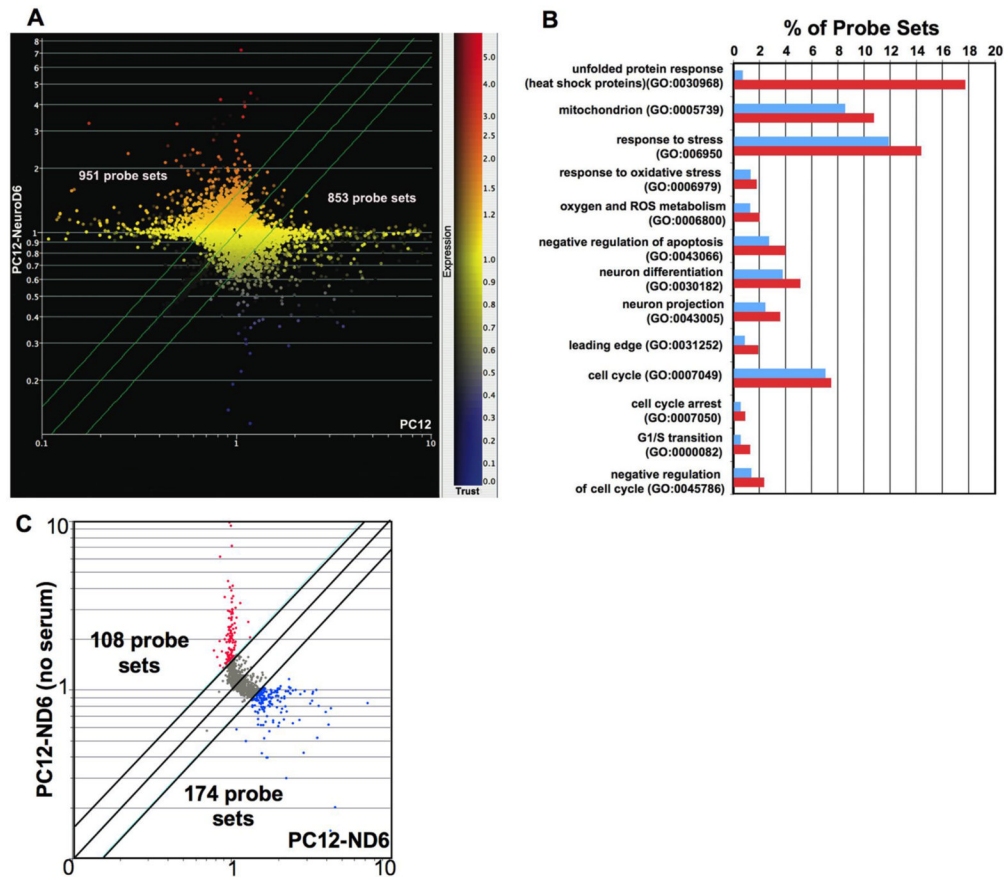 A
8
7
6
5
4
3
2
1
0.9
0.8
0.7
0.6
0.5
0.4
0.3
0.2
PC12-NeuroD6
951 probe sets
853 probe sets
PC12
0.1
1
10
Expression
5.0
4.0
3.0
2.5
2.0
1.5
1.2
1.0
0.9
0.8
0.7
0.6
0.5
0.4
0.3
0.2
0.1
0.0
Trust
B
% of Probe Sets
0 2 4 6 8 10 12 14 16 18 20
unfolded protein response
(heat shock proteins)(GO:0030968)
mitochondrion (GO:0005739)
response to stress
(GO:006950
response to oxidative stress
(GO:0006979)
oxygen and ROS metabolism
(GO:0006800)
negative regulation of apoptosis
(GO:0043066)
neuron differentiation
(GO:0030182)
neuron projection
(GO:0043005)
leading edge (GO:0031252)
cell cycle (GO:0007049)
cell cycle arrest
(GO:0007050)
G1/S transition
(GO:0000082)
negative regulation
of cell cycle (GO:0045786)
C
10
1
PC12-ND6 (no serum)
108 probe
sets
174 probe
sets
PC12-ND6
0
1
10